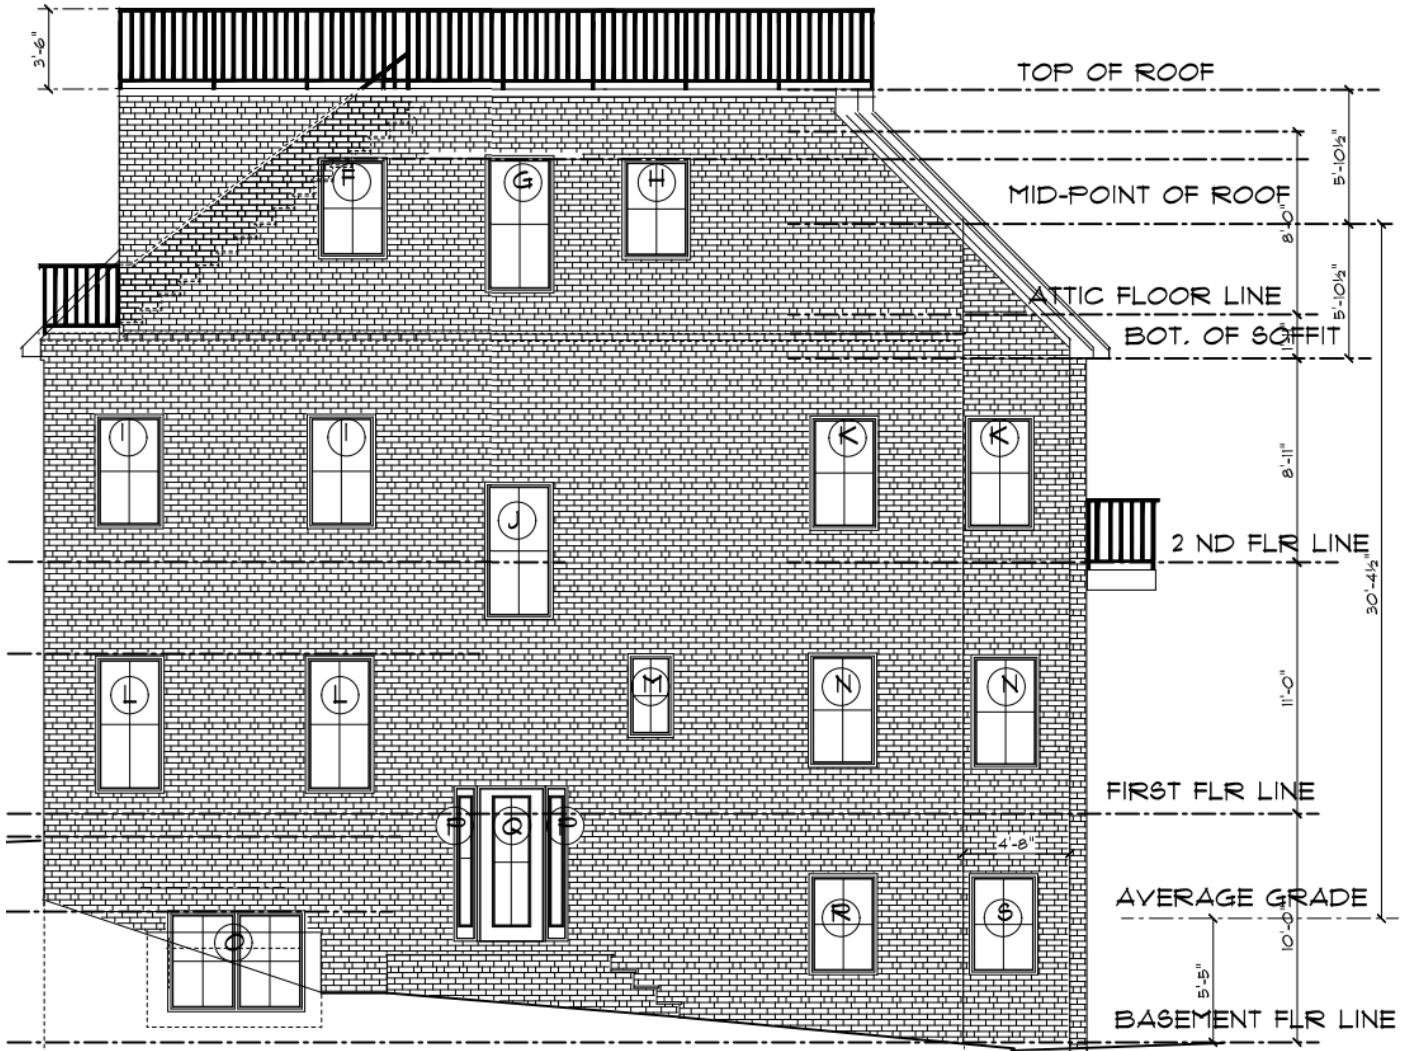 3'-6"
TOP OF ROOF
5'-10½"
F
G
H
MID-POINT OF ROOF
8'-0"
5'-10½"
ATTIC FLOOR LINE
BOT. OF SOFFIT
I
I
K
K
8'-11"
J
2 ND FLR LINE
30'-4½"
L
L
M
N
N
11'-0"
FIRST FLR LINE
P
Q
P
4'-8"
AVERAGE GRADE
R
S
O
10'-0"
5'-5"
BASEMENT FLR LINE